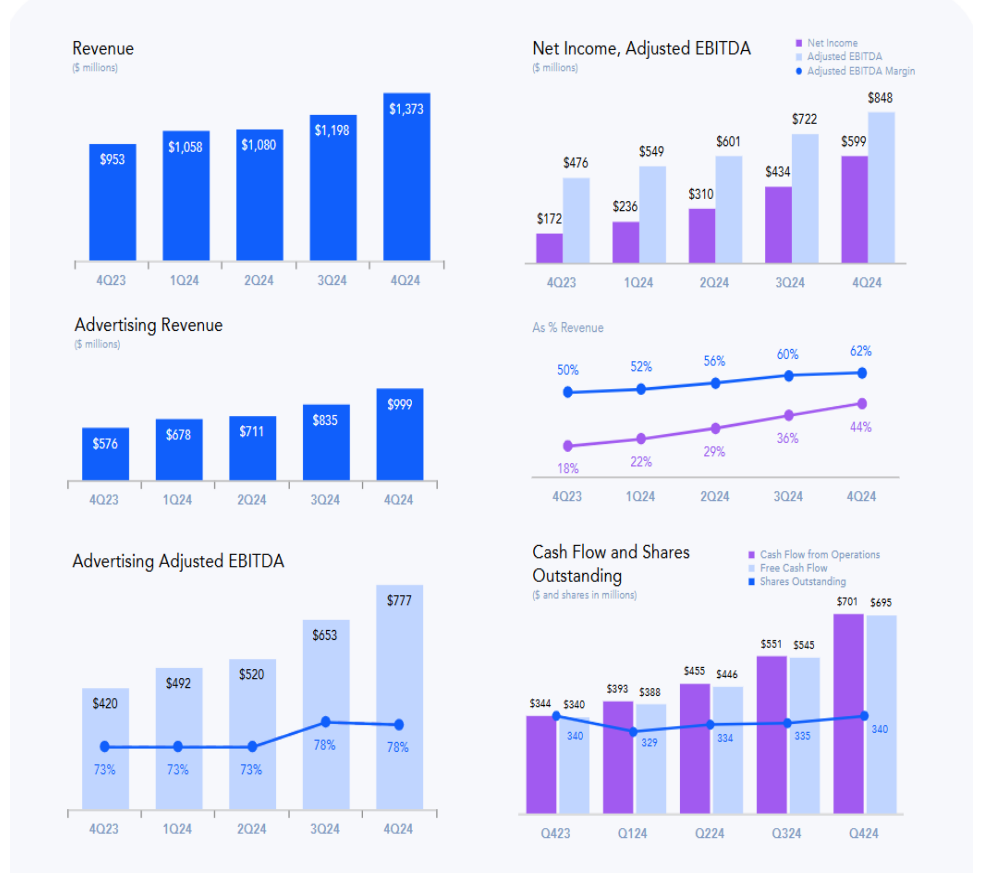 Revenue
($ millions)
$953
$1,058
$1,080
$1,198
$1,373
4Q23
1Q24
2Q24
3Q24
4Q24
Net Income, Adjusted EBITDA
($ millions)
Net Income
Adjusted EBITDA
Adjusted EBITDA Margin
$172
$476
$236
$549
$310
$601
$434
$722
$599
$848
4Q23
1Q24
2Q24
3Q24
4Q24
Advertising Revenue
($ millions)
$576
$678
$711
$835
$999
4Q23
1Q24
2Q24
3Q24
4Q24
As % Revenue
50%
52%
56%
60%
62%
18%
22%
29%
36%
44%
4Q23
1Q24
2Q24
3Q24
4Q24
Advertising Adjusted EBITDA
$420
$492
$520
$653
$777
73%
73%
73%
78%
78%
4Q23
1Q24
2Q24
3Q24
4Q24
Cash Flow and Shares
Outstanding
($ and shares in millions)
Cash Flow from Operations
Free Cash Flow
Shares Outstanding
$344
$340
$393
$388
$455
$446
$551
$545
$701
$695
340
329
334
335
340
Q423
Q124
Q224
Q324
Q424